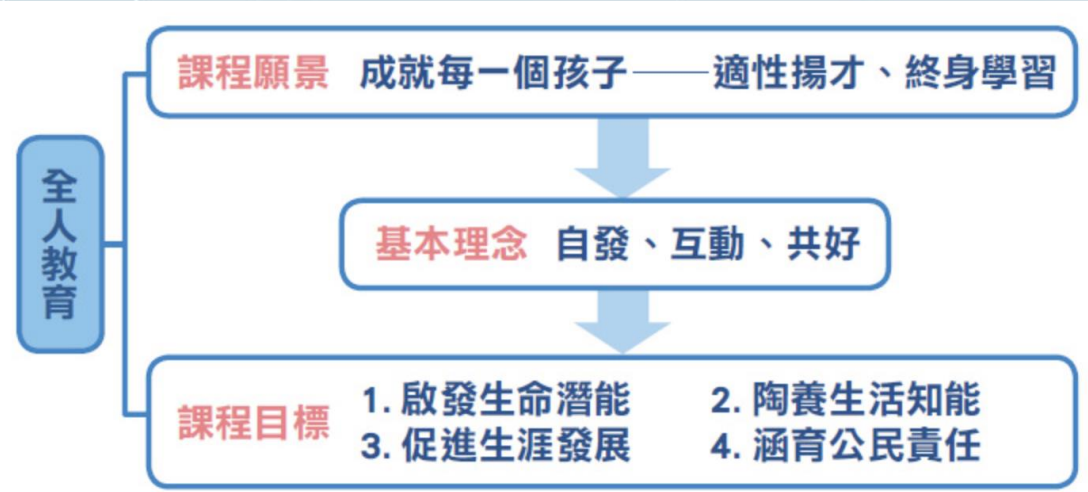 全人教育
課程願景 成就每一個孩子——適性揚才、終身學習
基本理念 自發、互動、共好
課程目標
1. 啟發生命潛能 2. 陶養生活知能
3. 促進生涯發展 4. 涵育公民責任